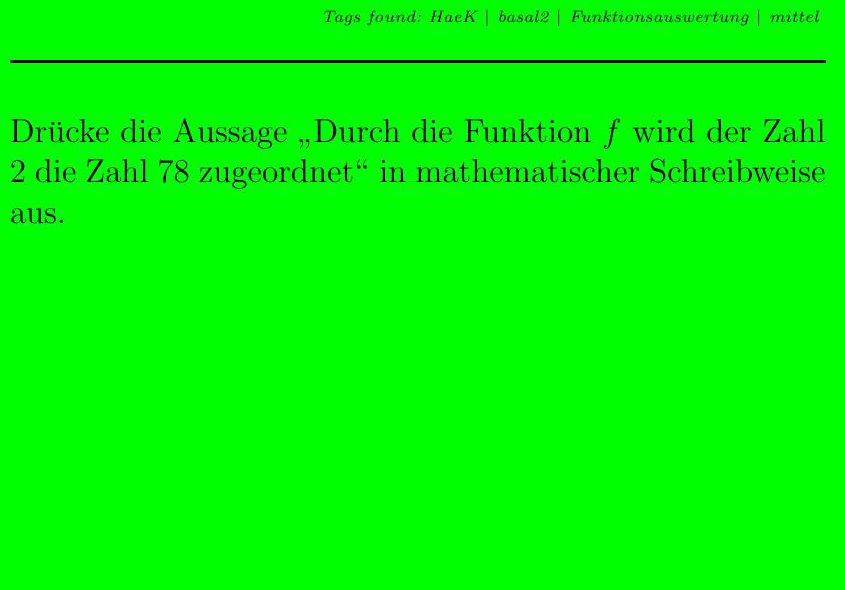 Tags found: HaeK | basal2 | Funktionsauswertung | mittel
Drücke die Aussage „Durch die Funktion f wird der Zahl
2 die Zahl 78 zugeordnet“ in mathematischer Schreibweise
aus.